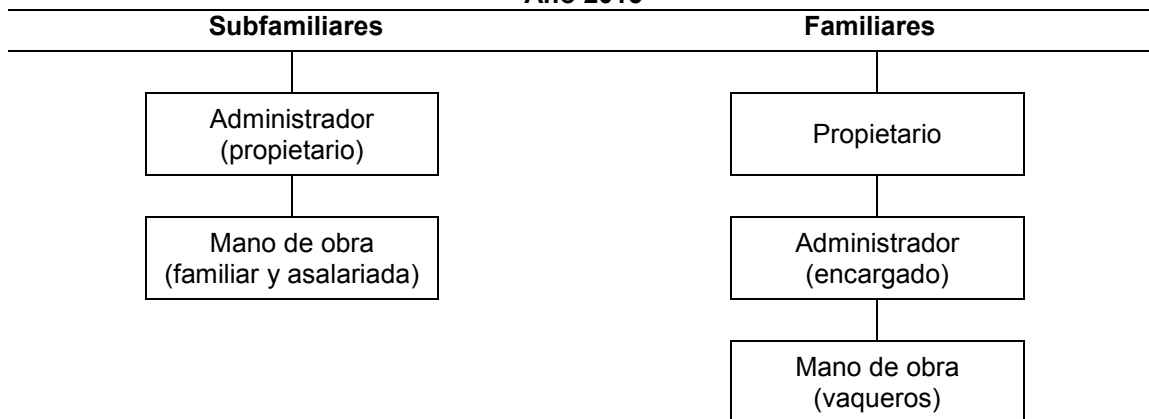 Subfamiliares
Familiares
Administrador
(propietario)
Propietario
Mano de obra
(familiar y asalariada)
Administrador
(encargado)
Mano de obra
(vaqueros)